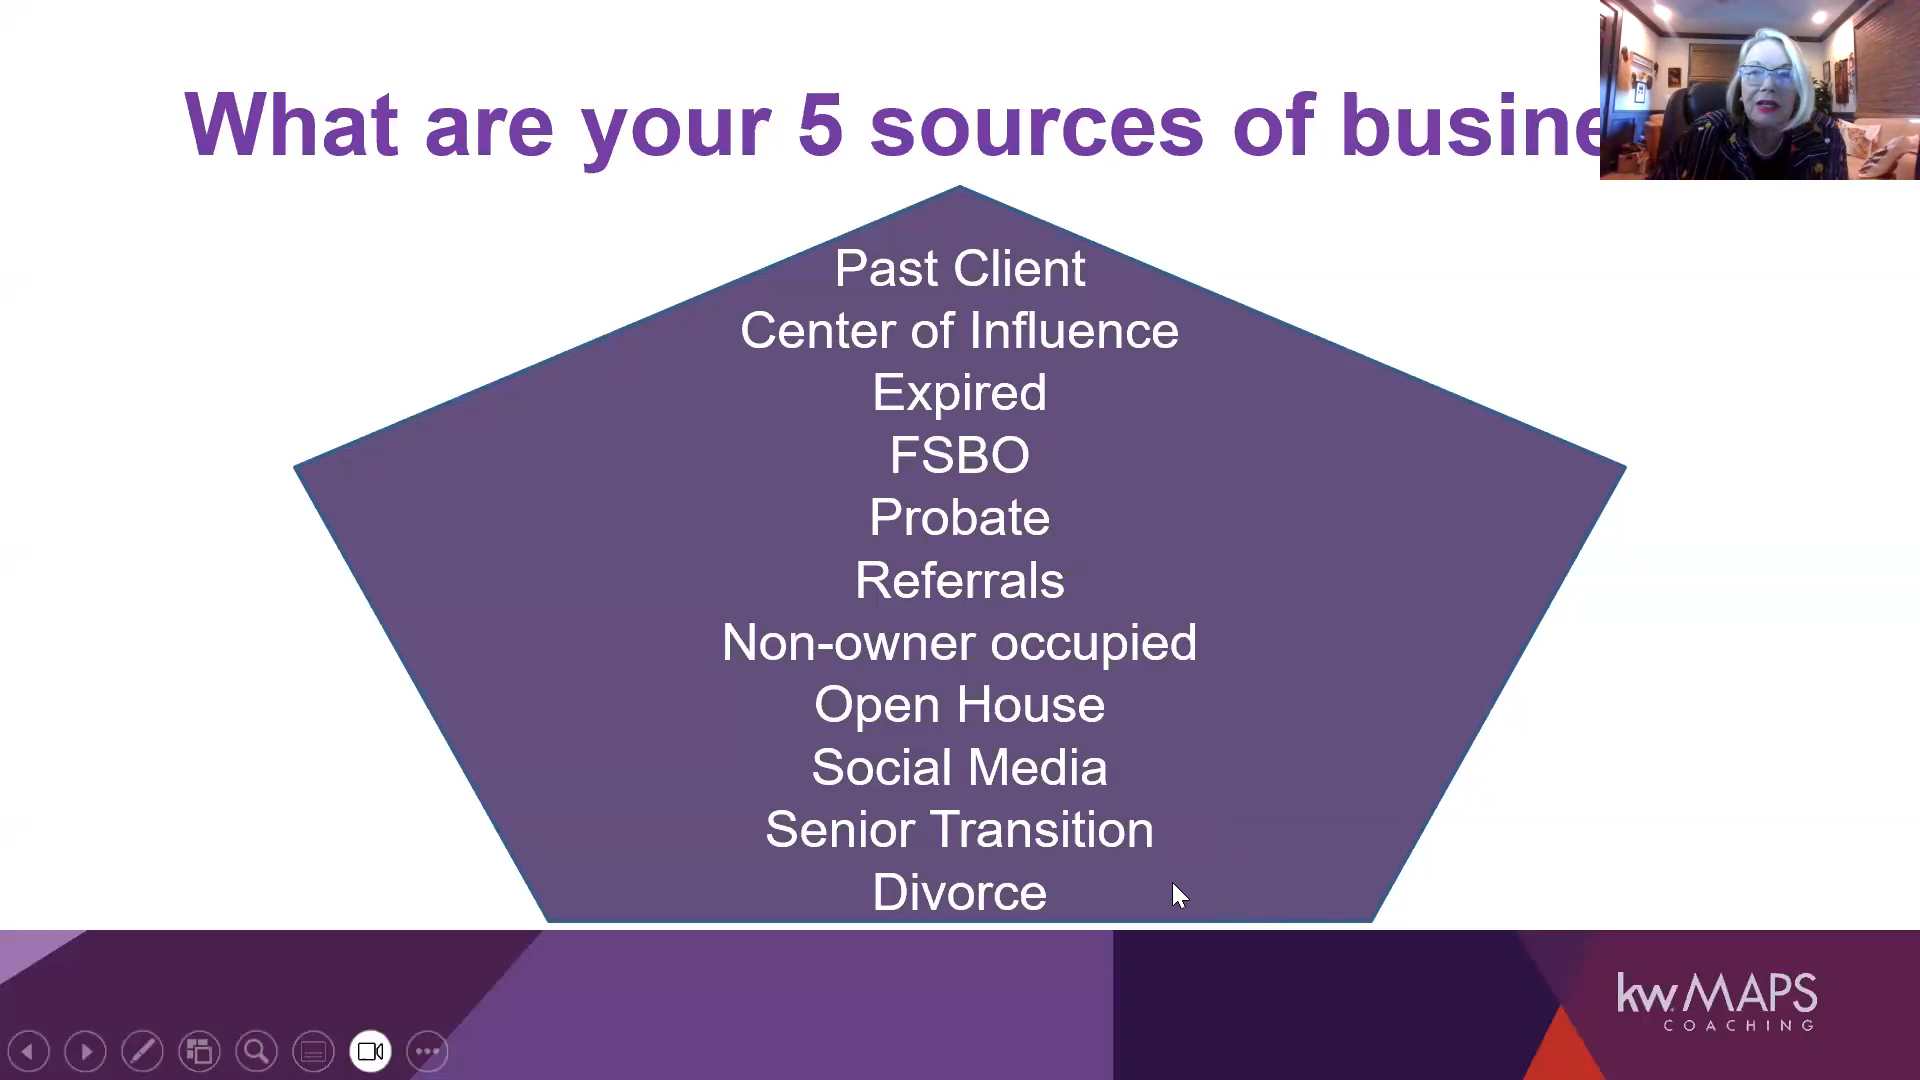 What are your 5 sources of busine
Past Client
Center of Influence
Expired
FSBO
Probate
Referrals
Non-owner occupied
Open House
Social Media
Senior Transition
Divorce
kw MAPS
COACHING